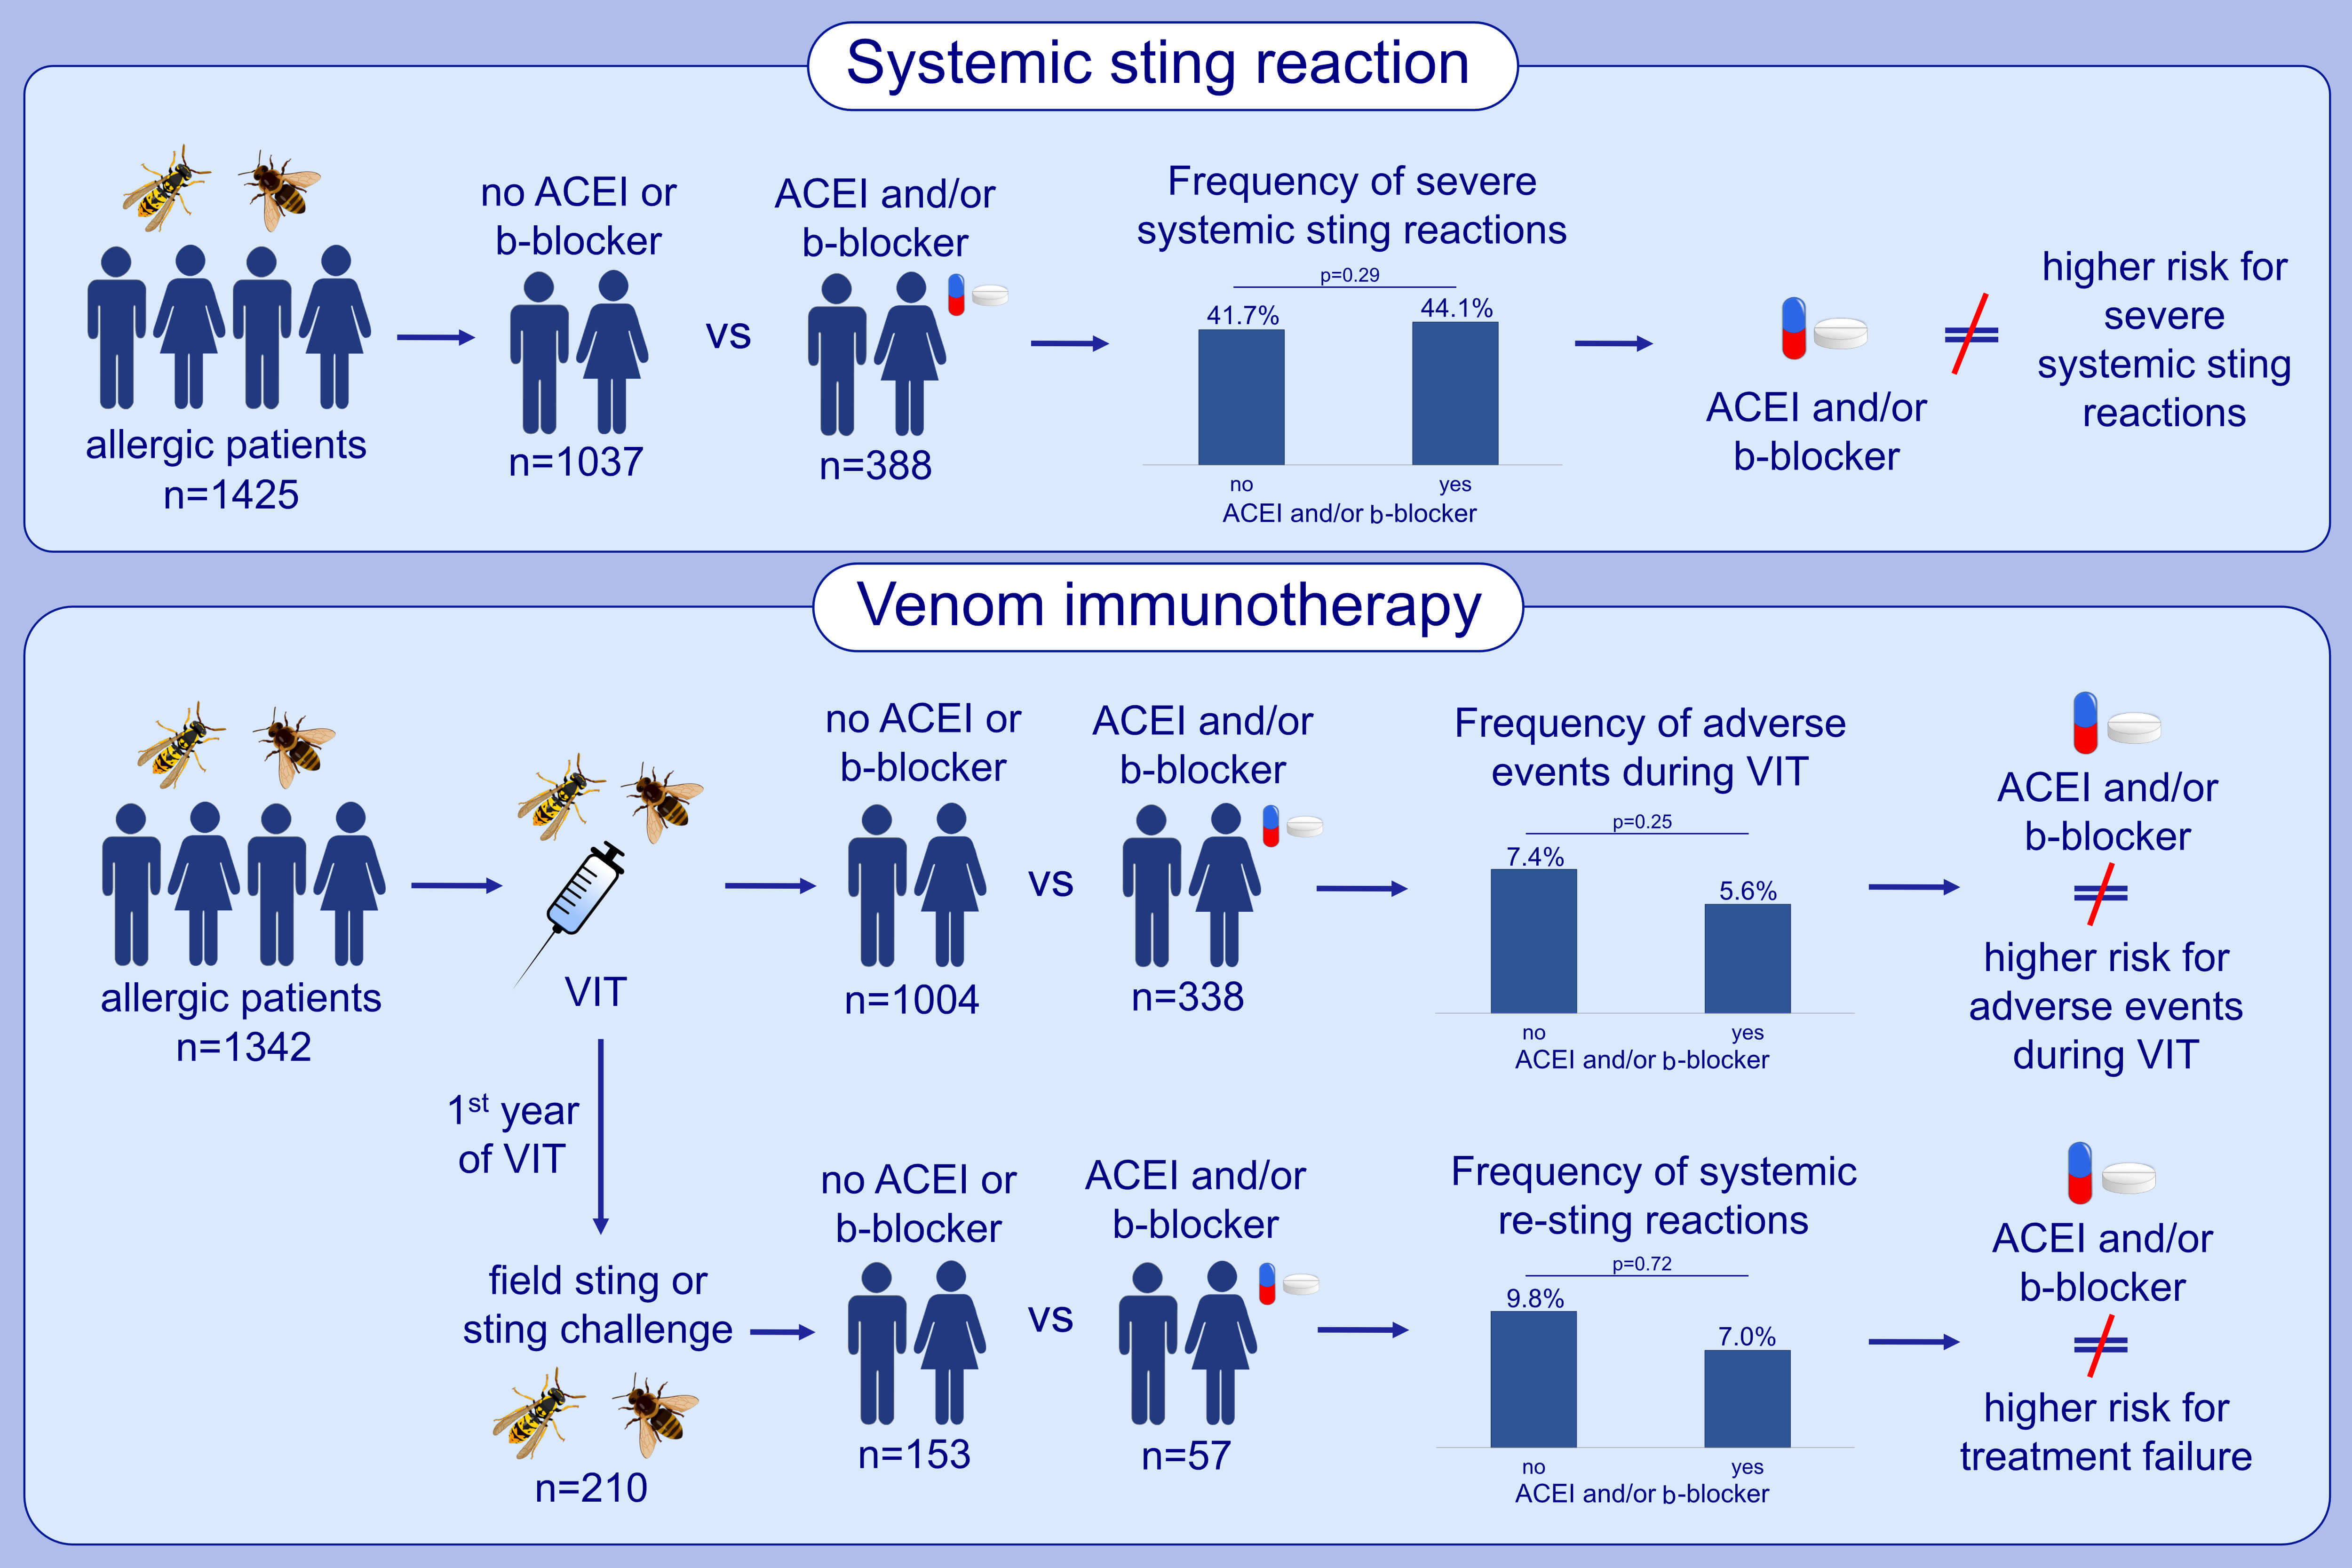 Systemic sting reaction
allergic patients
n=1425
no ACEI or
b-blocker
n=1037
vs
ACEI and/or
b-blocker
n=388
Frequency of severe
systemic sting reactions
p=0.29
41.7%
44.1%
no
yes
ACEI and/or b-blocker
ACEI and/or
b-blocker
higher risk for
severe
systemic sting
reactions
Venom immunotherapy
allergic patients
n=1342
VIT
no ACEI or
b-blocker
n=1004
vs
ACEI and/or
b-blocker
n=338
Frequency of adverse
events during VIT
p=0.25
7.4%
5.6%
no
yes
ACEI and/or b-blocker
ACEI and/or
b-blocker
higher risk for
adverse events
during VIT
1st year
of VIT
field sting or
sting challenge
n=210
no ACEI or
b-blocker
n=153
vs
ACEI and/or
b-blocker
n=57
Frequency of systemic
re-sting reactions
p=0.72
9.8%
7.0%
no
yes
ACEI and/or b-blocker
ACEI and/or
b-blocker
higher risk for
treatment failure